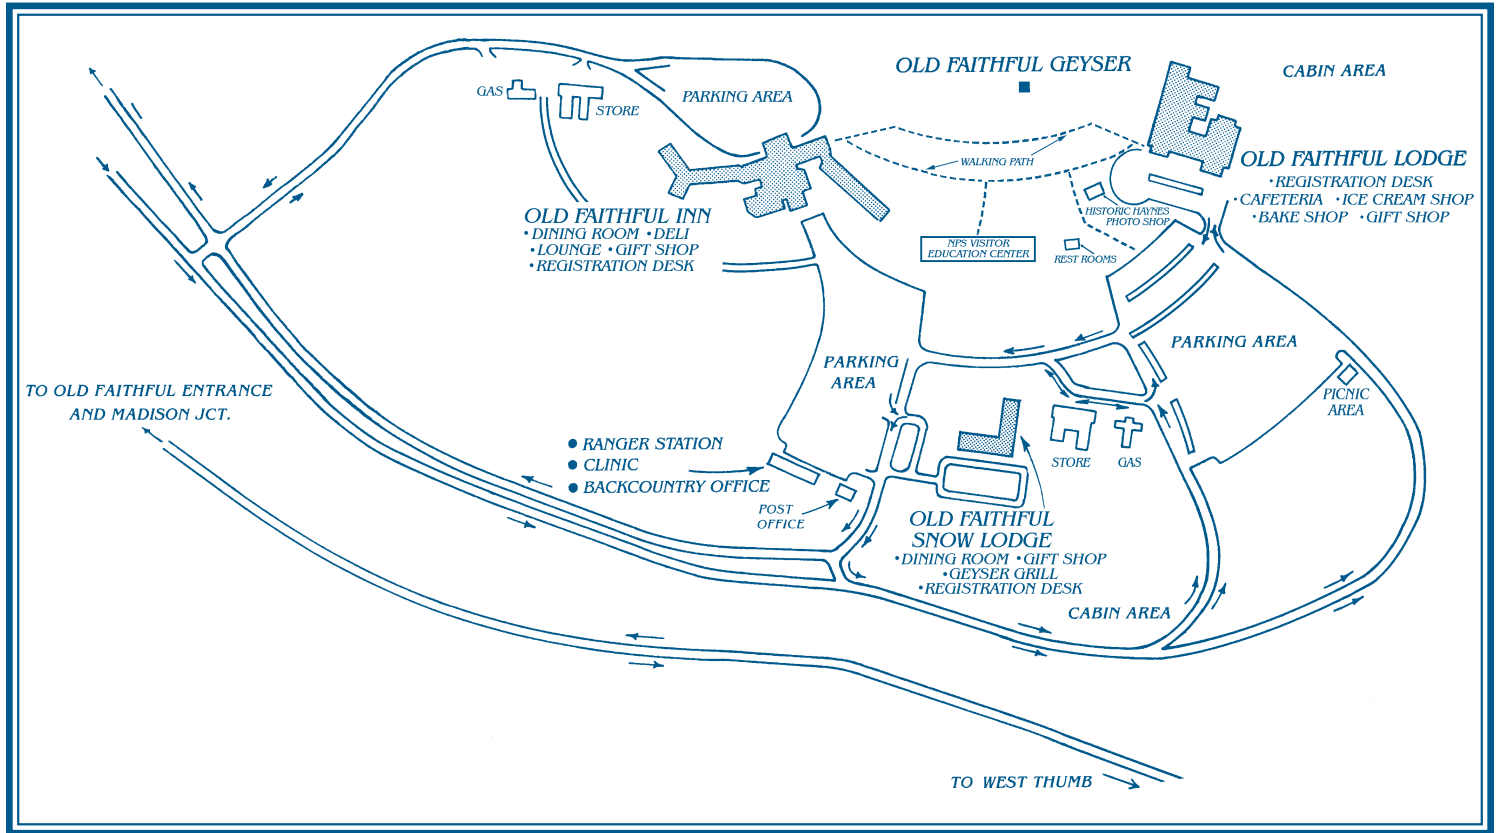 OLD FAITHFUL GEYSER
CABIN AREA
GAS
STORE
PARKING AREA
WALKING PATH
OLD FAITHFUL LODGE
•REGISTRATION DESK
•CAFETERIA •ICE CREAM SHOP
•BAKE SHOP •GIFT SHOP
HISTORIC HAYNES
PHOTO SHOP
OLD FAITHFUL INN
•DINING ROOM •DELI
•LOUNGE •GIFT SHOP
•REGISTRATION DESK
NPS VISITOR
EDUCATION CENTER
REST ROOMS
PARKING AREA
PARKING
AREA
TO OLD FAITHFUL ENTRANCE
AND MADISON JCT.
PICNIC
AREA
● RANGER STATION
● CLINIC
● BACKCOUNTRY OFFICE
STORE
GAS
POST
OFFICE
OLD FAITHFUL
SNOW LODGE
•DINING ROOM •GIFT SHOP
•GEYSER GRILL
•REGISTRATION DESK
CABIN AREA
TO WEST THUMB